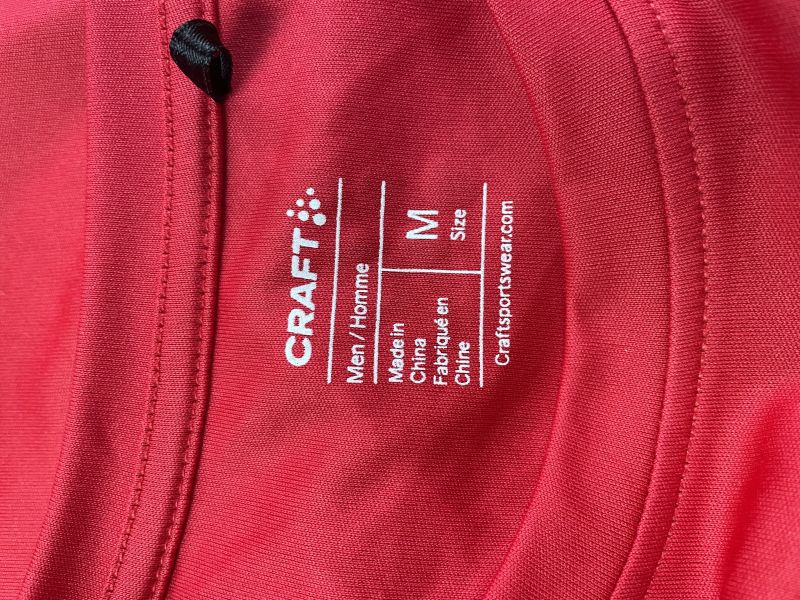 CRAFT
Men / Homme
Made in
China
Fabriqué en
Chine
M
Size
Craftsportswear.com